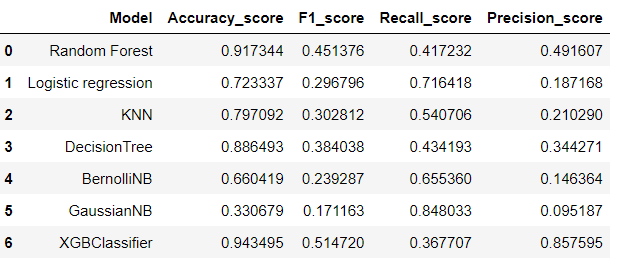 Model Accuracy_score F1_score Recall_score Precision_score
0 Random Forest 0.917344 0.451376 0.417232 0.491607
1 Logistic regression 0.723337 0.296796 0.716418 0.187168
2 KNN 0.797092 0.302812 0.540706 0.210290
3 DecisionTree 0.886493 0.384038 0.434193 0.344271
4 BernolliNB 0.660419 0.239287 0.655360 0.146364
5 GaussianNB 0.330679 0.171163 0.848033 0.095187
6 XGBClassifier 0.943495 0.514720 0.367707 0.857595